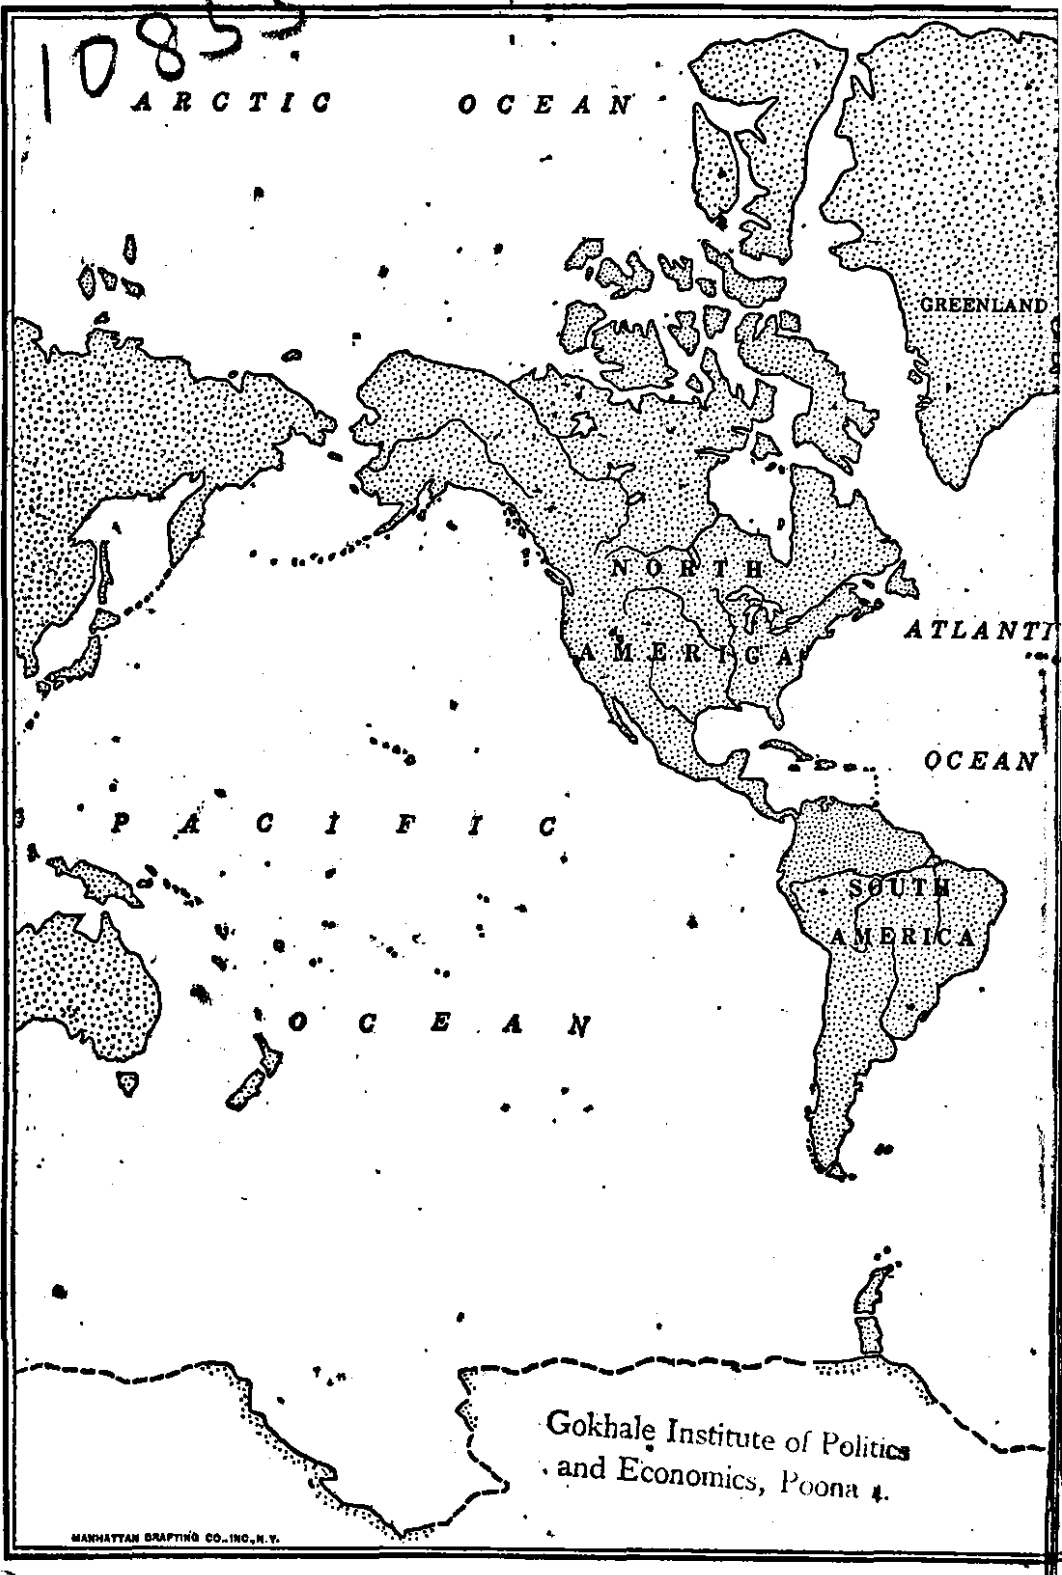 1085
ARCTIC OCEAN
GREENLAND
NORTH
AMERICA
ATLANTI
OCEAN
PACIFIC
SOUTH
AMERICA
OCEAN
Gokhale Institute of Politics
and Economics, Poona 4.
MANHATTAN DRAFTING CO., INC., N.Y.